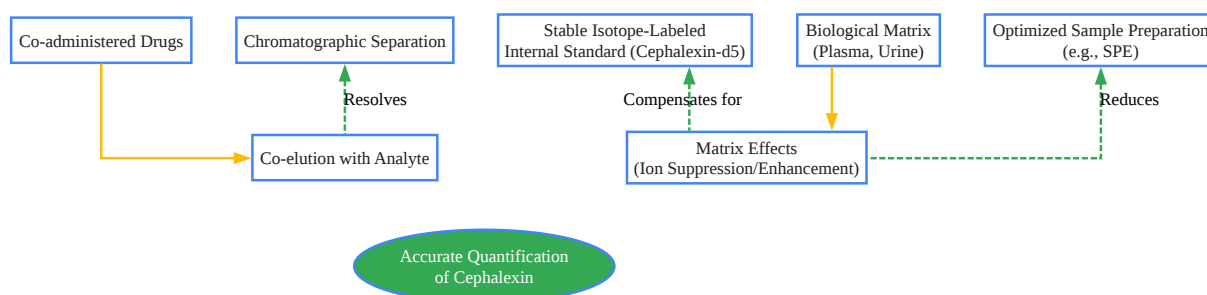 Co-administered Drugs
Chromatographic Separation
Stable Isotope-Labeled
Internal Standard (Cephalexin-d5)
Biological Matrix
(Plasma, Urine)
Optimized Sample Preparation
(e.g., SPE)
Resolves
Compensates for
Reduces
Co-elution with Analyte
Matrix Effects
(Ion Suppression/Enhancement)
Accurate Quantification
of Cephalexin